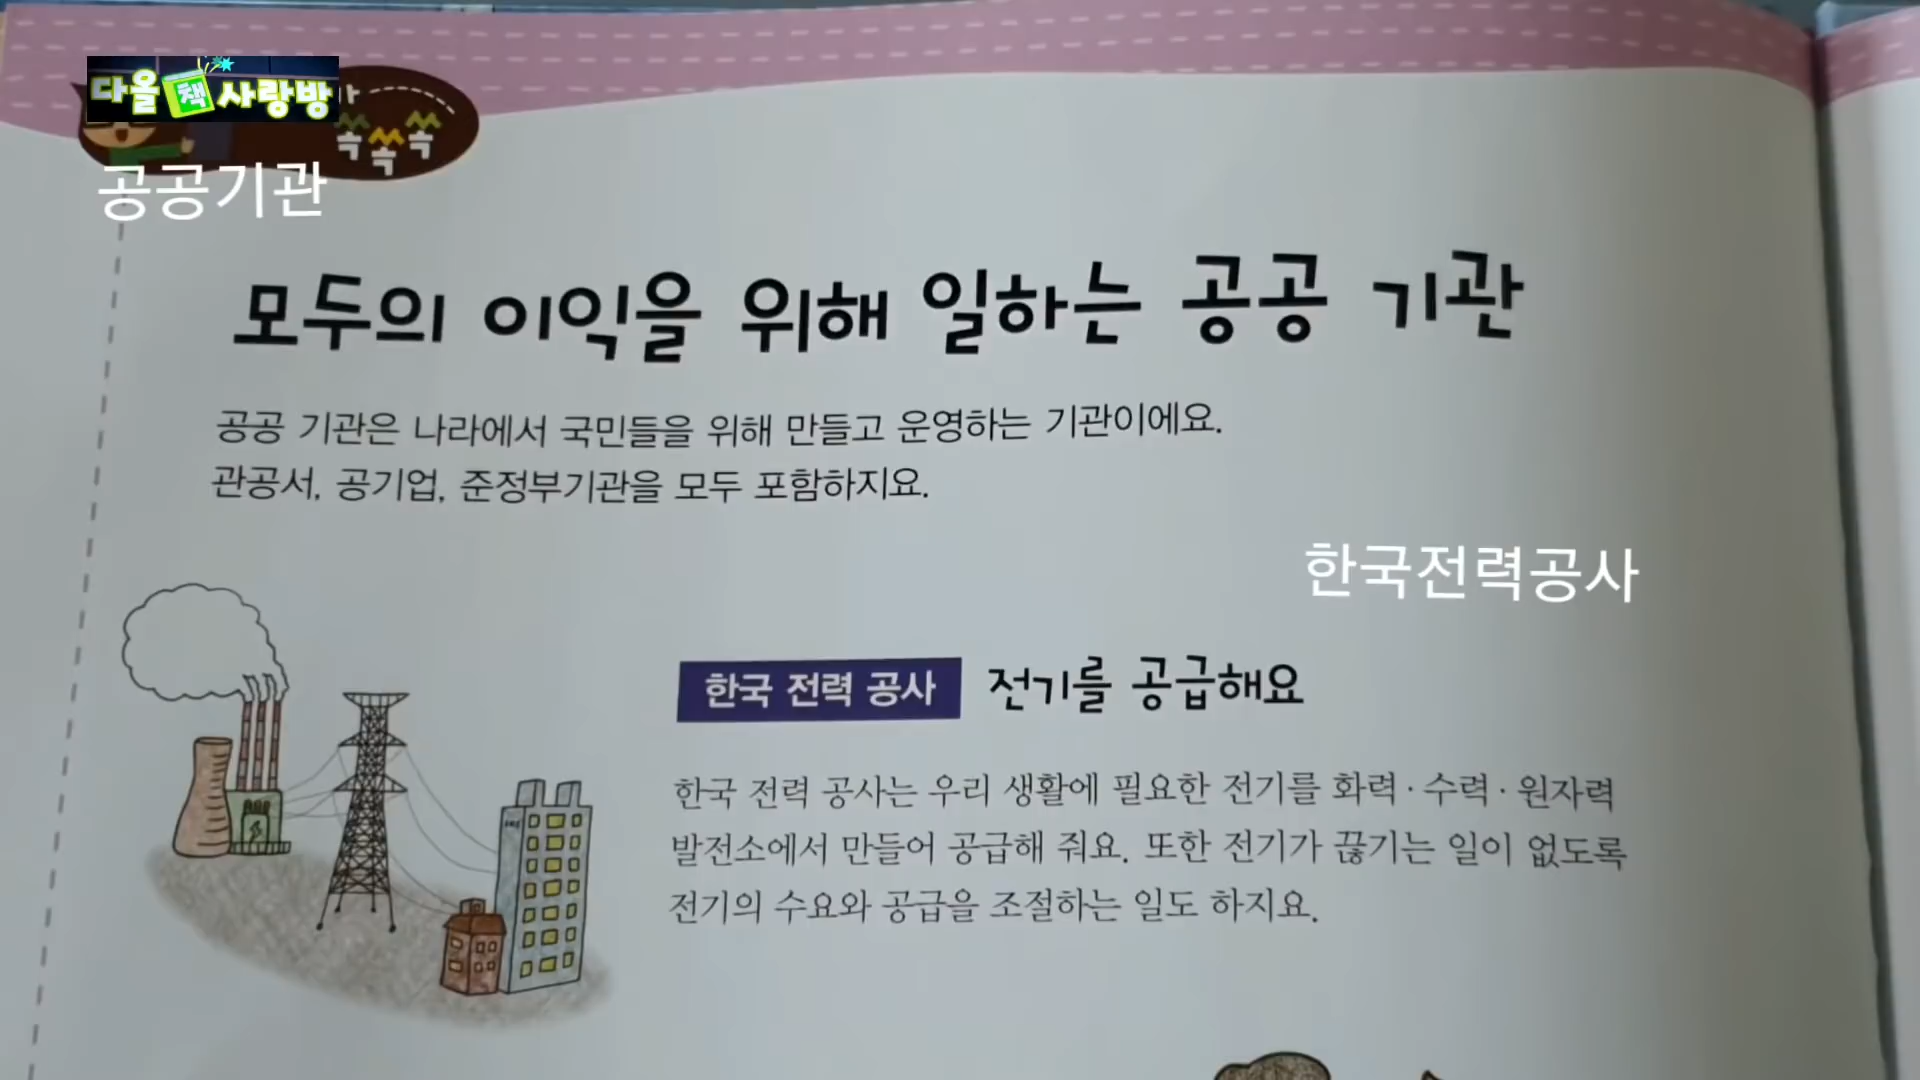 다올책사랑방
쏙쏙쏙
공공기관
모두의 이익을 위해 일하는 공공 기관
공공 기관은 나라에서 국민들을 위해 만들고 운영하는 기관이에요.
관공서, 공기업, 준정부기관을 모두 포함하지요.
한국전력공사
한국 전력 공사 전기를 공급해요
한국 전력 공사는 우리 생활에 필요한 전기를 화력·수력·원자력
발전소에서 만들어 공급해 줘요. 또한 전기가 끊기는 일이 없도록
전기의 수요와 공급을 조절하는 일도 하지요.